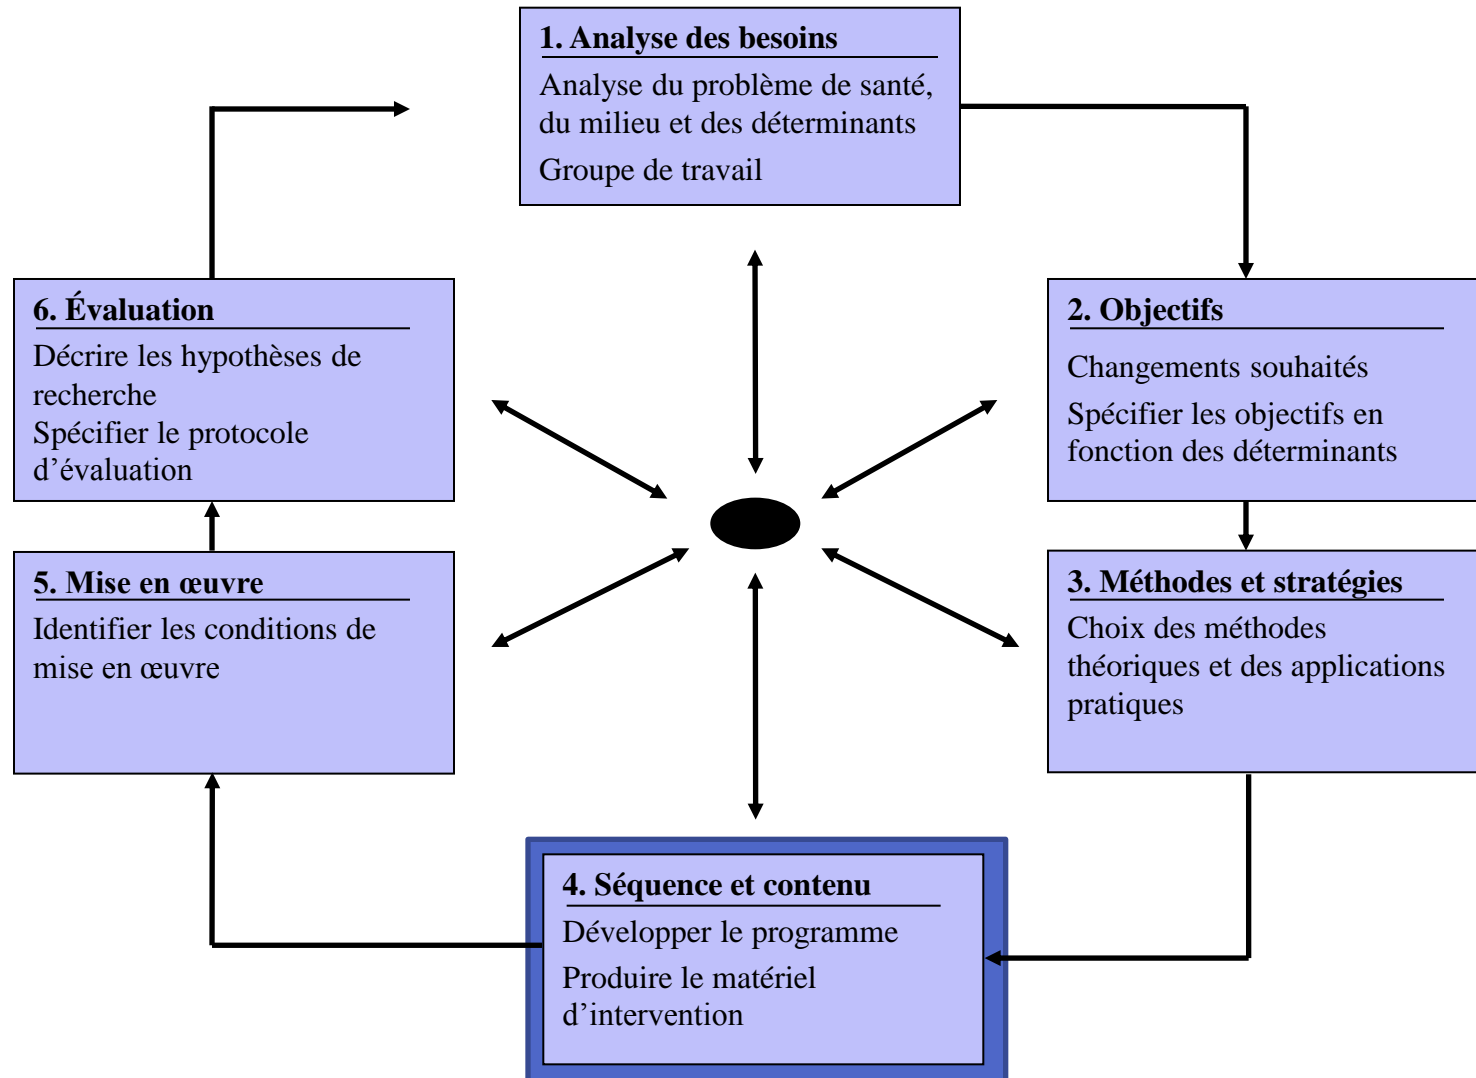 1. Analyse des besoins
Analyse du problème de santé,
du milieu et des déterminants
Groupe de travail
2. Objectifs
Changements souhaités
Spécifier les objectifs en
fonction des déterminants
3. Méthodes et stratégies
Choix des méthodes
théoriques et des applications
pratiques
4. Séquence et contenu
Développer le programme
Produire le matériel
d’intervention
5. Mise en œuvre
Identifier les conditions de
mise en œuvre
6. Évaluation
Décrire les hypothèses de
recherche
Spécifier le protocole
d’évaluation